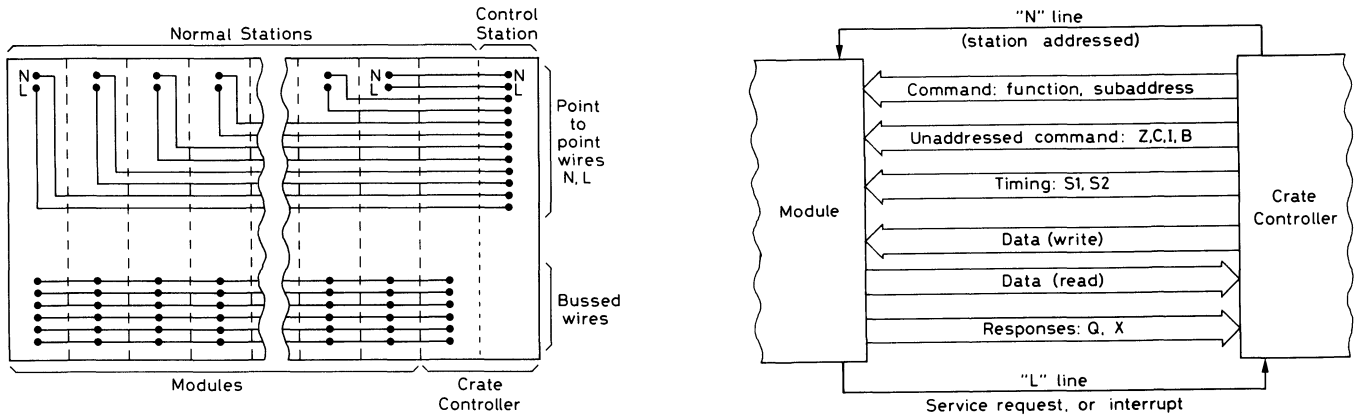 Normal Stations
Control
Station
N
L
N
L
N
L
Point
to
point
wires
N, L
Bussed
wires
Modules
Crate
Controller
"N" line
(station addressed)
Command: function, subaddress
Unaddressed command: Z,C,I,B
Timing: S1, S2
Module
Crate
Controller
Data (write)
Data (read)
Responses: Q, X
"L" line
Service request, or interrupt